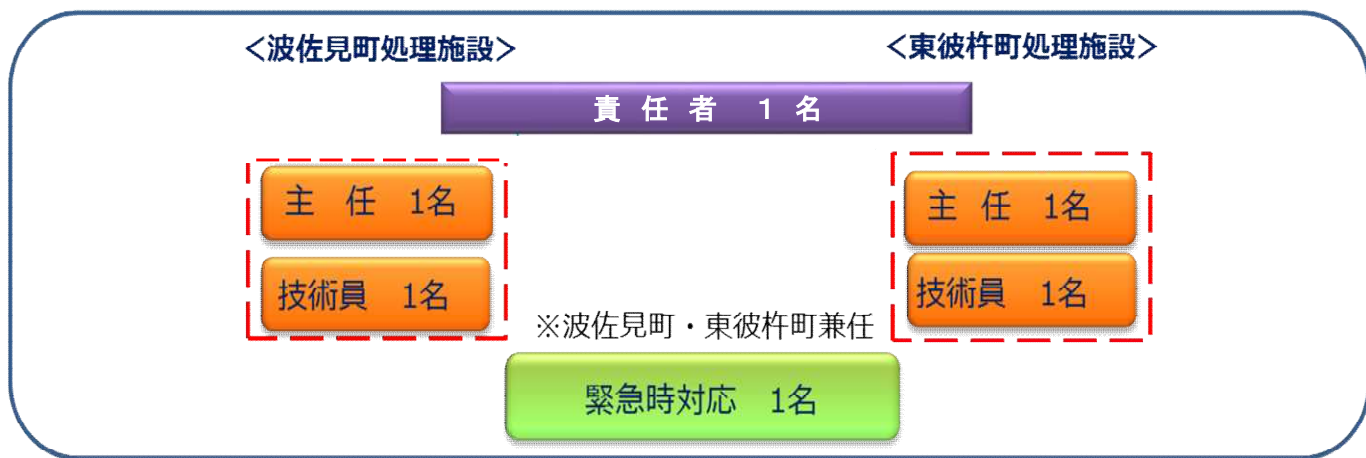 ＜波佐見町処理施設＞
＜東彼杵町処理施設＞
責 任 者　1 名
主　任　1名
技術員　1名
主　任　1名
技術員　1名
※波佐見町・東彼杵町兼任
緊急時対応　1名